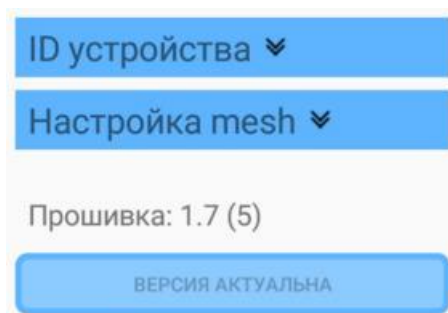 ID устройства
Настройка mesh
Прошивка: 1.7 (5)
ВЕРСИЯ АКТУАЛЬНА